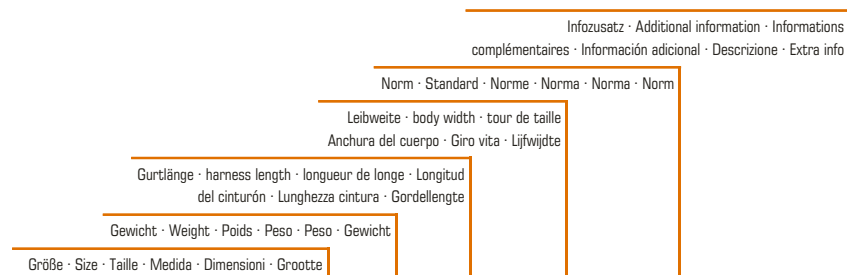 Infozusatz · Additional information · Informations
complémentaires · Información adicional · Descrizione · Extra info
Norm · Standard · Norme · Norma · Norma · Norm
Leibweite · body width · tour de taille
Anchura del cuerpo · Giro vita · Lijfwijdte
Gurtlänge · harness length · longueur de longe · Longitud
del cinturón · Lunghezza cintura · Gordellengte
Gewicht · Weight · Poids · Peso · Peso · Gewicht
Größe · Size · Taille · Medida · Dimensioni · Grootte